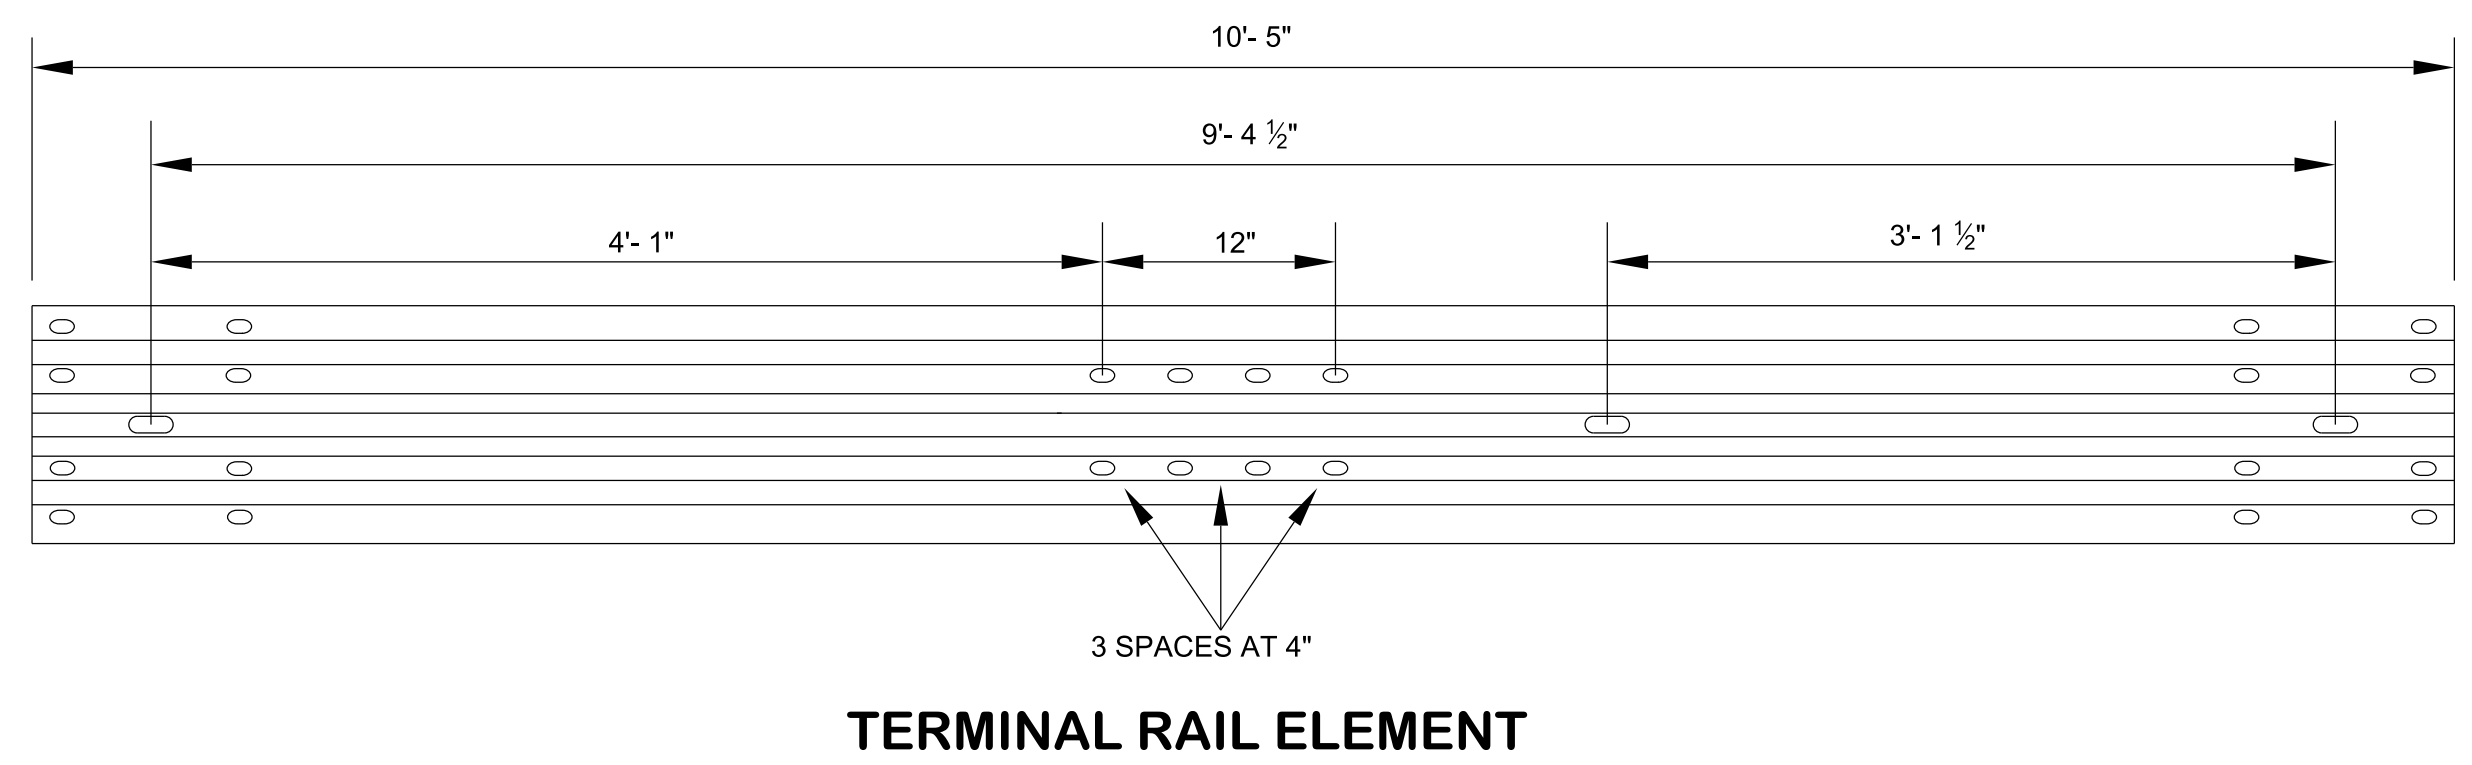 10'- 5"
9'- 4 ½"
4'- 1"
12"
3'- 1 ½"
3 SPACES AT 4"
TERMINAL RAIL ELEMENT